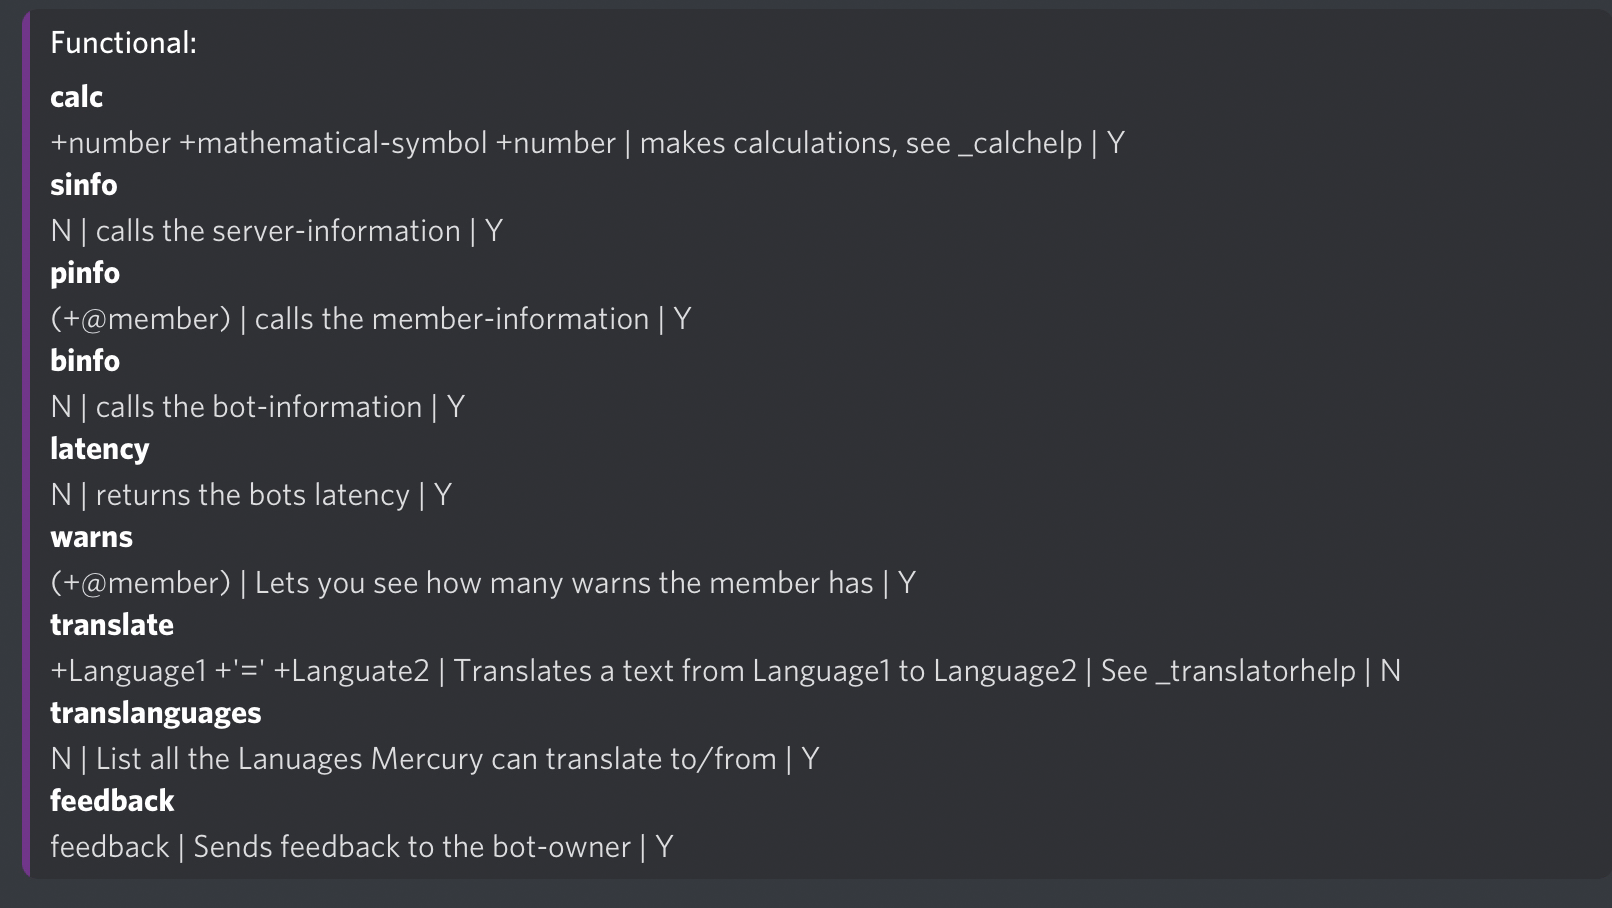 Functional:
calc
+number +mathematical-symbol +number | makes calculations, see _calchelp | Y
sinfo
N | calls the server-information | Y
pinfo
(+@member) | calls the member-information | Y
binfo
N | calls the bot-information | Y
latency
N | returns the bots latency | Y
warns
(+@member) | Lets you see how many warns the member has | Y
translate
+Language1 +'=' +Languate2 | Translates a text from Language1 to Language2 | See _translatorhelp | N
translanguages
N | List all the Lanuages Mercury can translate to/from | Y
feedback
feedback | Sends feedback to the bot-owner | Y